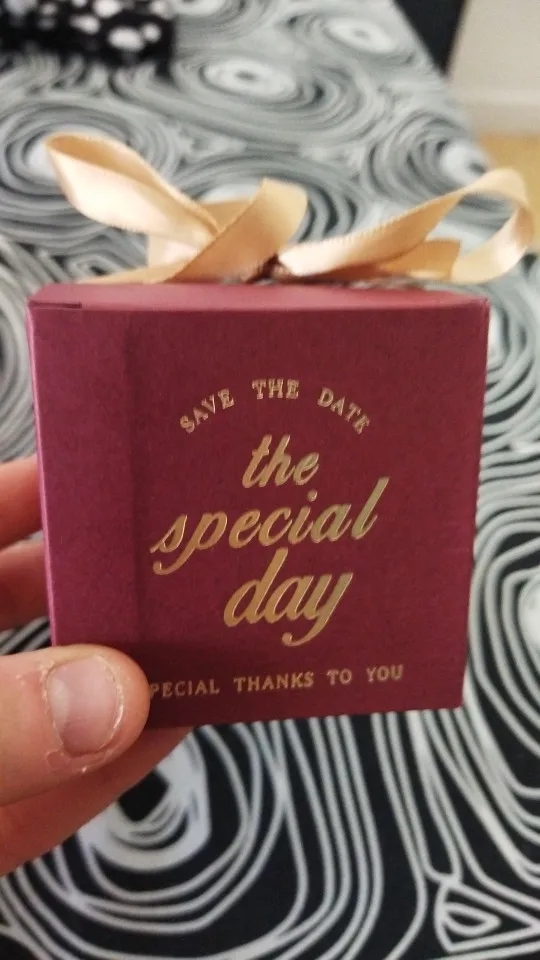 SAVE THE DATE
the
special
day
PECIAL THANKS TO YOU